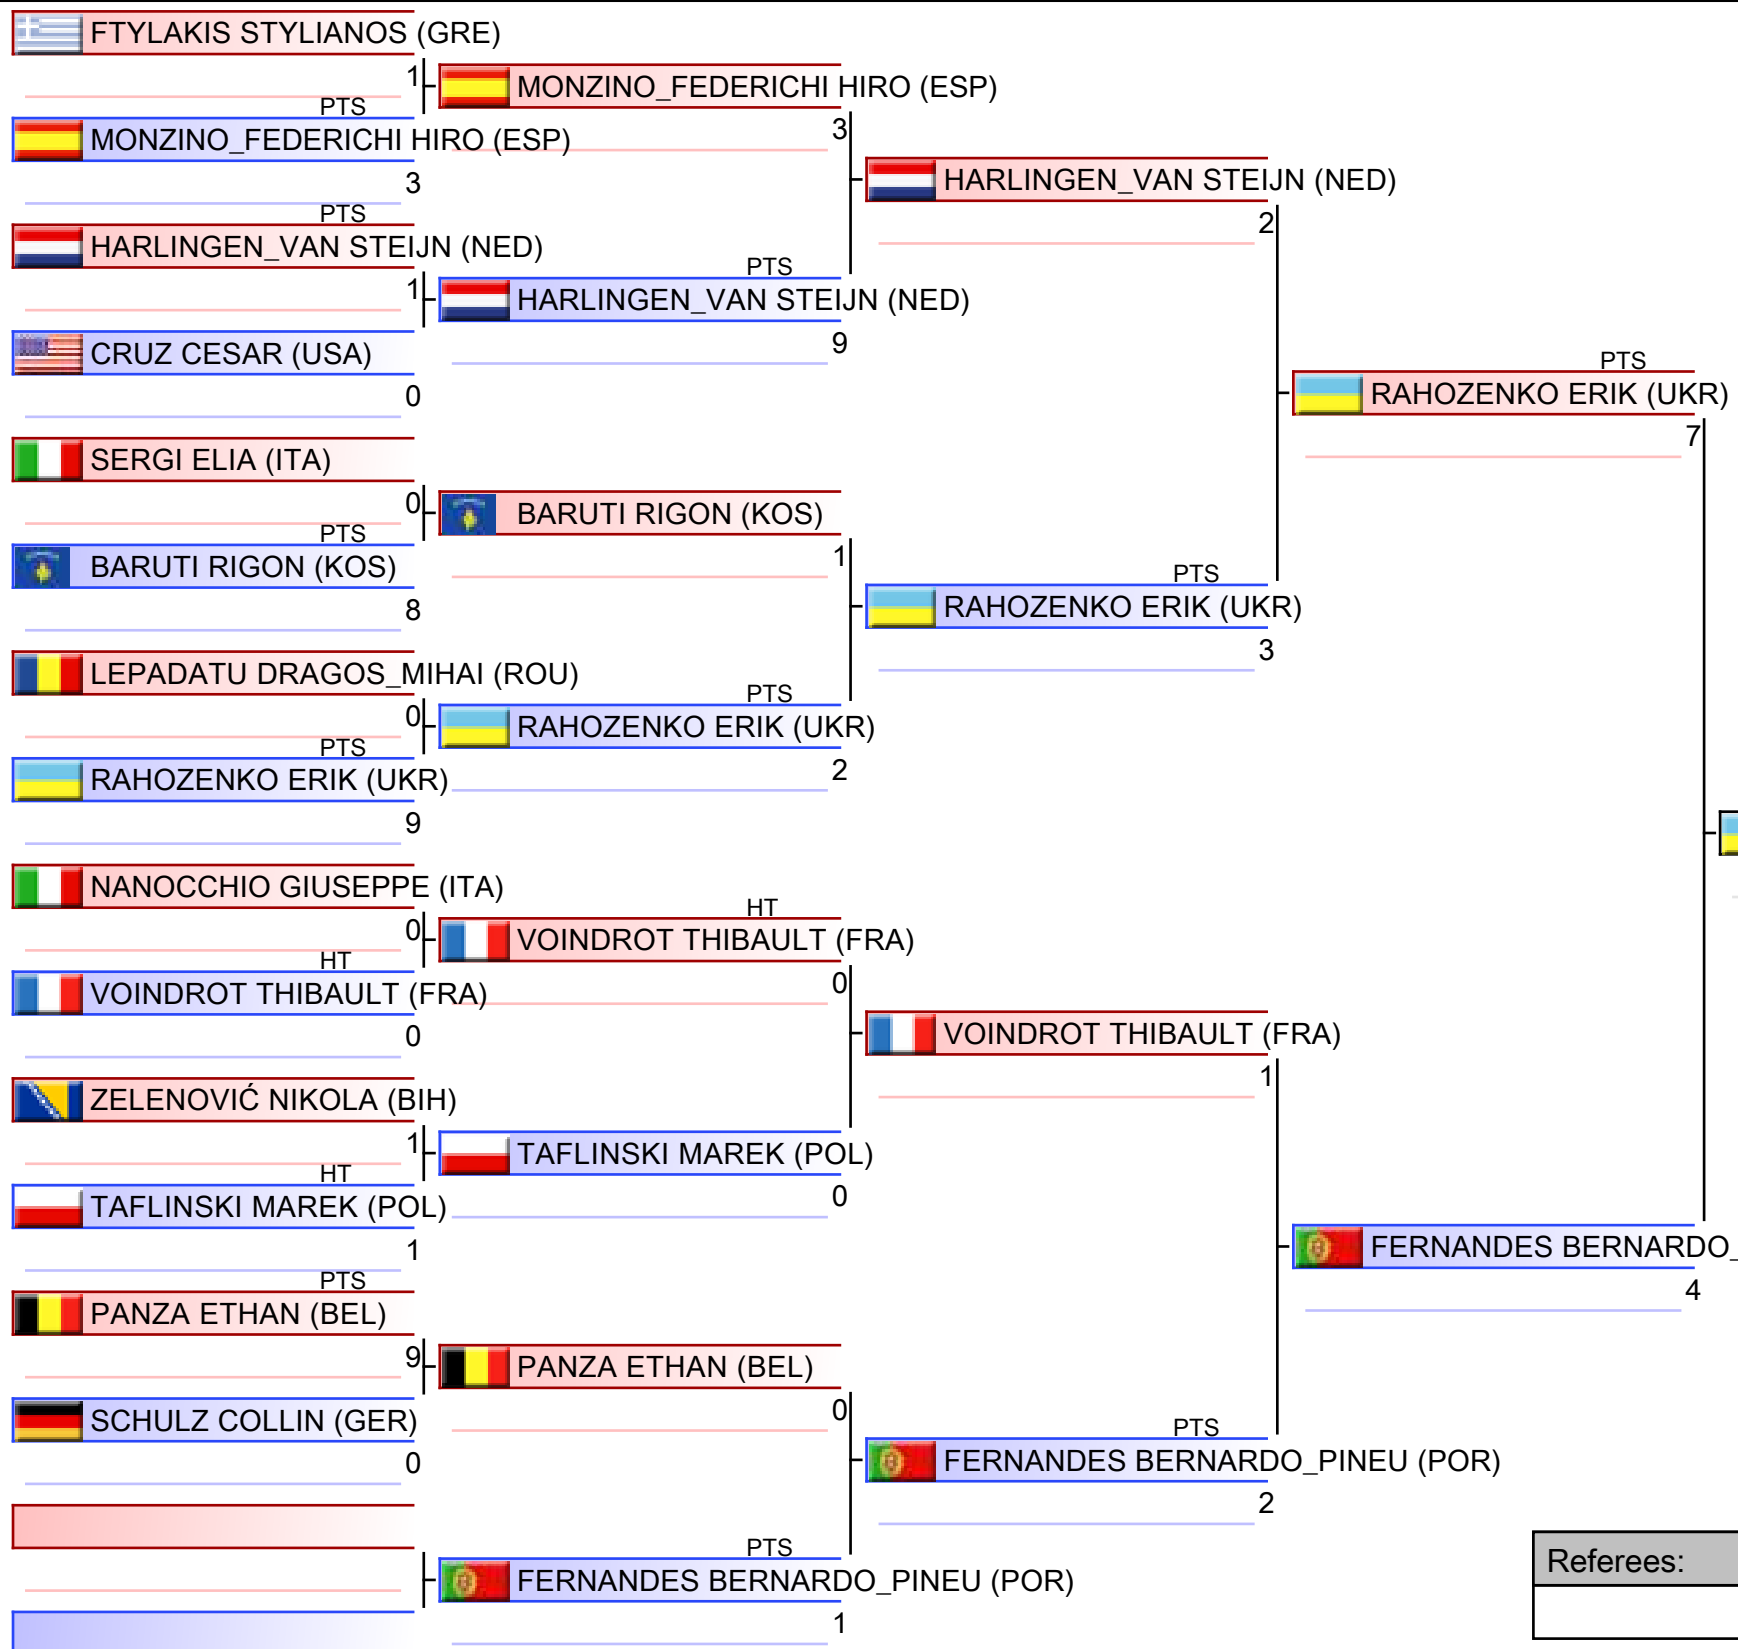 FTYLAKIS STYLIANOS (GRE)
1
PTS
MONZINO_FEDERICHI HIRO (ESP)
3
PTS
HARLINGEN_VAN STEIJN (NED)
1
CRUZ CESAR (USA)
0
SERGI ELIA (ITA)
0
PTS
BARUTI RIGON (KOS)
8
LEPADATU DRAGOS_MIHAI (ROU)
0
PTS
RAHOZENKO ERIK (UKR)
9
NANOCCHIO GIUSEPPE (ITA)
0
HT
VOINDROT THIBAULT (FRA)
0
ZELENOVIĆ NIKOLA (BIH)
1
HT
TAFLINSKI MAREK (POL)
1
PTS
PANZA ETHAN (BEL)
9
SCHULZ COLLIN (GER)
0
MONZINO_FEDERICHI HIRO (ESP)
3
PTS
HARLINGEN_VAN STEIJN (NED)
9
BARUTI RIGON (KOS)
1
PTS
RAHOZENKO ERIK (UKR)
2
HT
VOINDROT THIBAULT (FRA)
0
TAFLINSKI MAREK (POL)
0
PANZA ETHAN (BEL)
0
PTS
FERNANDES BERNARDO_PINEU (POR)
1
HARLINGEN_VAN STEIJN (NED)
2
PTS
RAHOZENKO ERIK (UKR)
3
VOINDROT THIBAULT (FRA)
1
PTS
FERNANDES BERNARDO_PINEU (POR)
2
PTS
RAHOZENKO ERIK (UKR)
7
FERNANDES BERNARDO_
4
Referees: